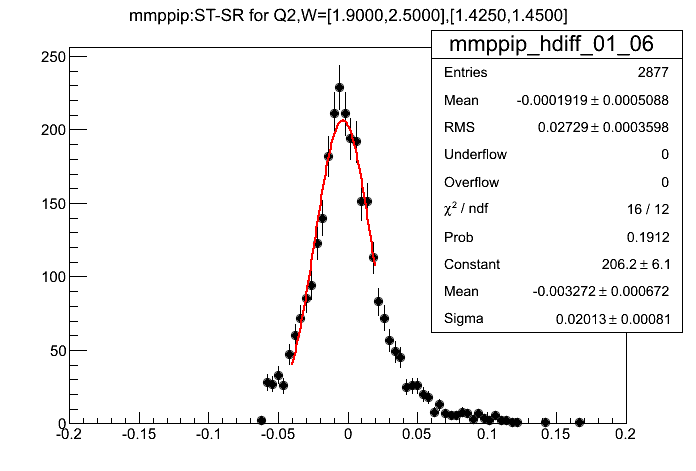 mmppip:ST-SR for Q2,W=[1.9000,2.5000],[1.4250,1.4500]
mmppip_hdiff_01_06
Entries 2877
Mean -0.0001919 ± 0.0005088
RMS 0.02729 ± 0.0003598
Underflow 0
Overflow 0
χ² / ndf 16 / 12
Prob 0.1912
Constant 206.2 ± 6.1
Mean -0.003272 ± 0.000672
Sigma 0.02013 ± 0.00081
250
200
150
100
50
0
-0.2 -0.15 -0.1 -0.05 0 0.05 0.1 0.15 0.2